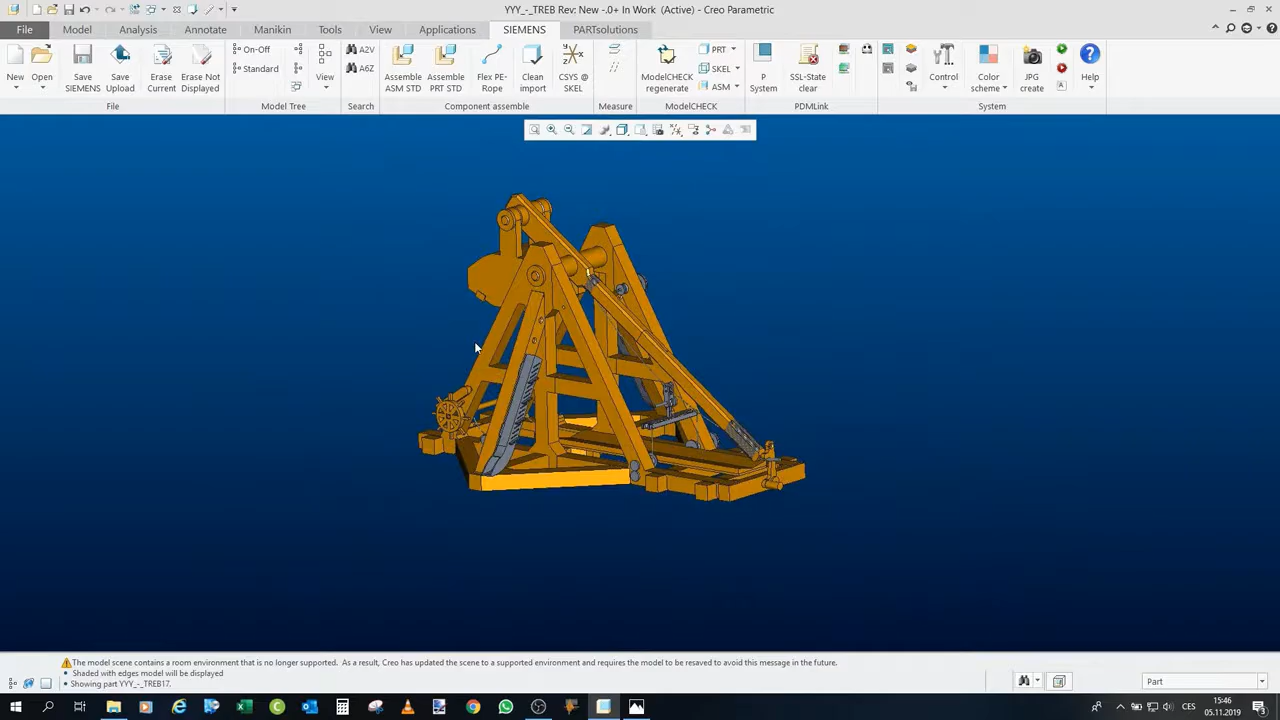 YYY_-_TREB Rev: New -.0+ In Work (Active) - Creo Parametric
File Model Analysis Annotate Manikin Tools View Applications SIEMENS PARTsolutions
On-Off A2V PRT
Standard A6Z SKEL
ASM
New Open Save SIEMENS Save Upload Erase Current Erase Not Displayed View Assemble ASM STD Assemble PRT STD Flex PE-Rope Clean import CSYS @ SKEL ModelCHECK regenerate P System SSL-State clear Control Color scheme JPG create Help
File Model Tree Search Component assemble Measure ModelCHECK PDMLink System
The model scene contains a room environment that is no longer supported. As a result, Creo has updated the scene to a supported environment and requires the model to be resaved to avoid this message in the future.
Shaded with edges model will be displayed
Showing part YYY_-_TREB17.
Part
CES
15:46
05.11.2019